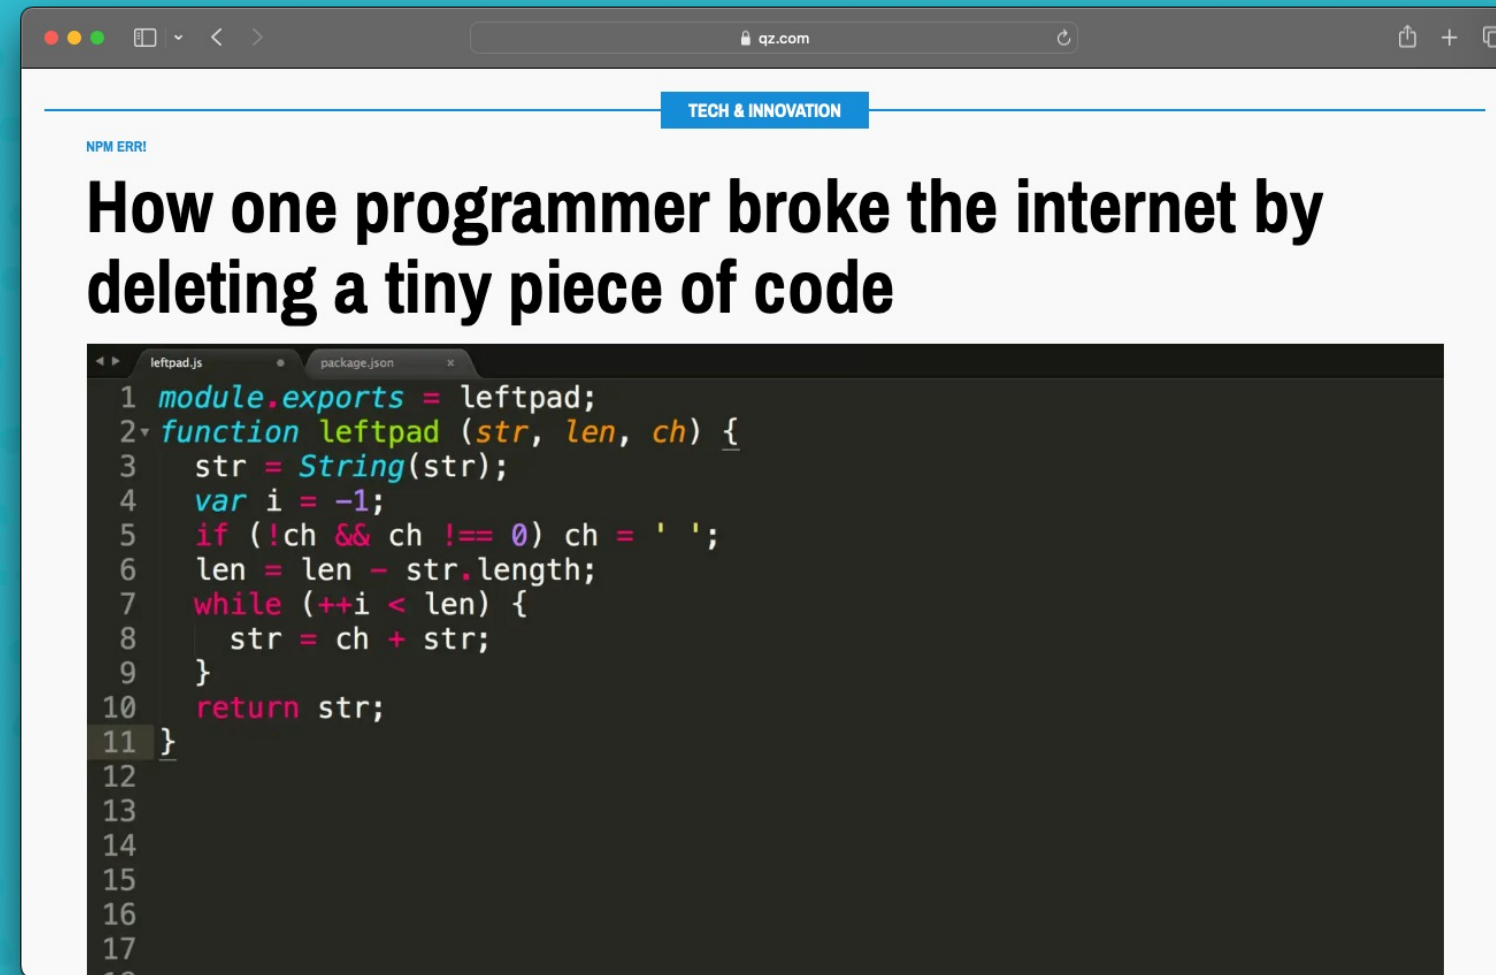 qz.com
TECH & INNOVATION
NPM ERR!
How one programmer broke the internet by
deleting a tiny piece of code
leftpad.js
package.json
1 module.exports = leftpad;
2 function leftpad (str, len, ch) {
3 str = String(str);
4 var i = -1;
5 if (!ch && ch !== 0) ch = ' ';
6 len = len - str.length;
7 while (++i < len) {
8 str = ch + str;
9 }
10 return str;
11 }
12
13
14
15
16
17